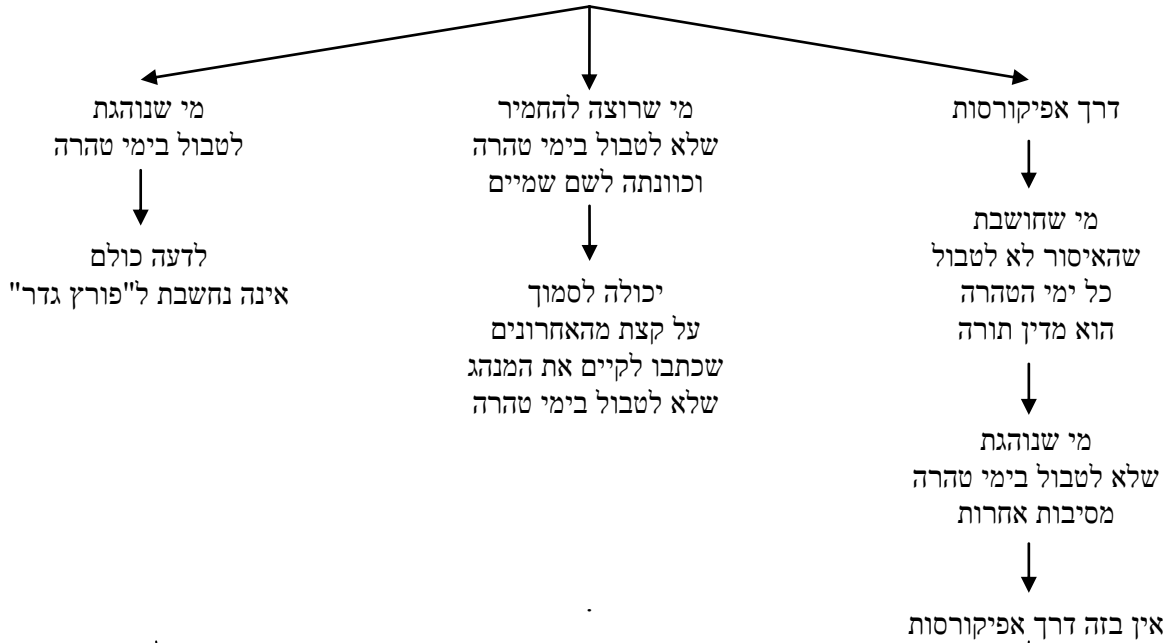 דרך אפיקורסות
מי שחושבת
שהאיסור לא לטבול
כל ימי הטהרה
הוא מדין תורה
מי שנוהגת
שלא לטבול בימי טהרה
מסיבות אחרות
אין בזה דרך אפיקורסות
מי שרוצה להחמיר
שלא לטבול בימי טהרה
וכוונתה לשם שמיים
יכולה לסמוך
על קצת מהאחרונים
שכתבו לקיים את המנהג
שלא לטבול בימי טהרה
מי שנוהגת
לטבול בימי טהרה
לדעה כולם
אינה נחשבת ל"פורץ גדר"